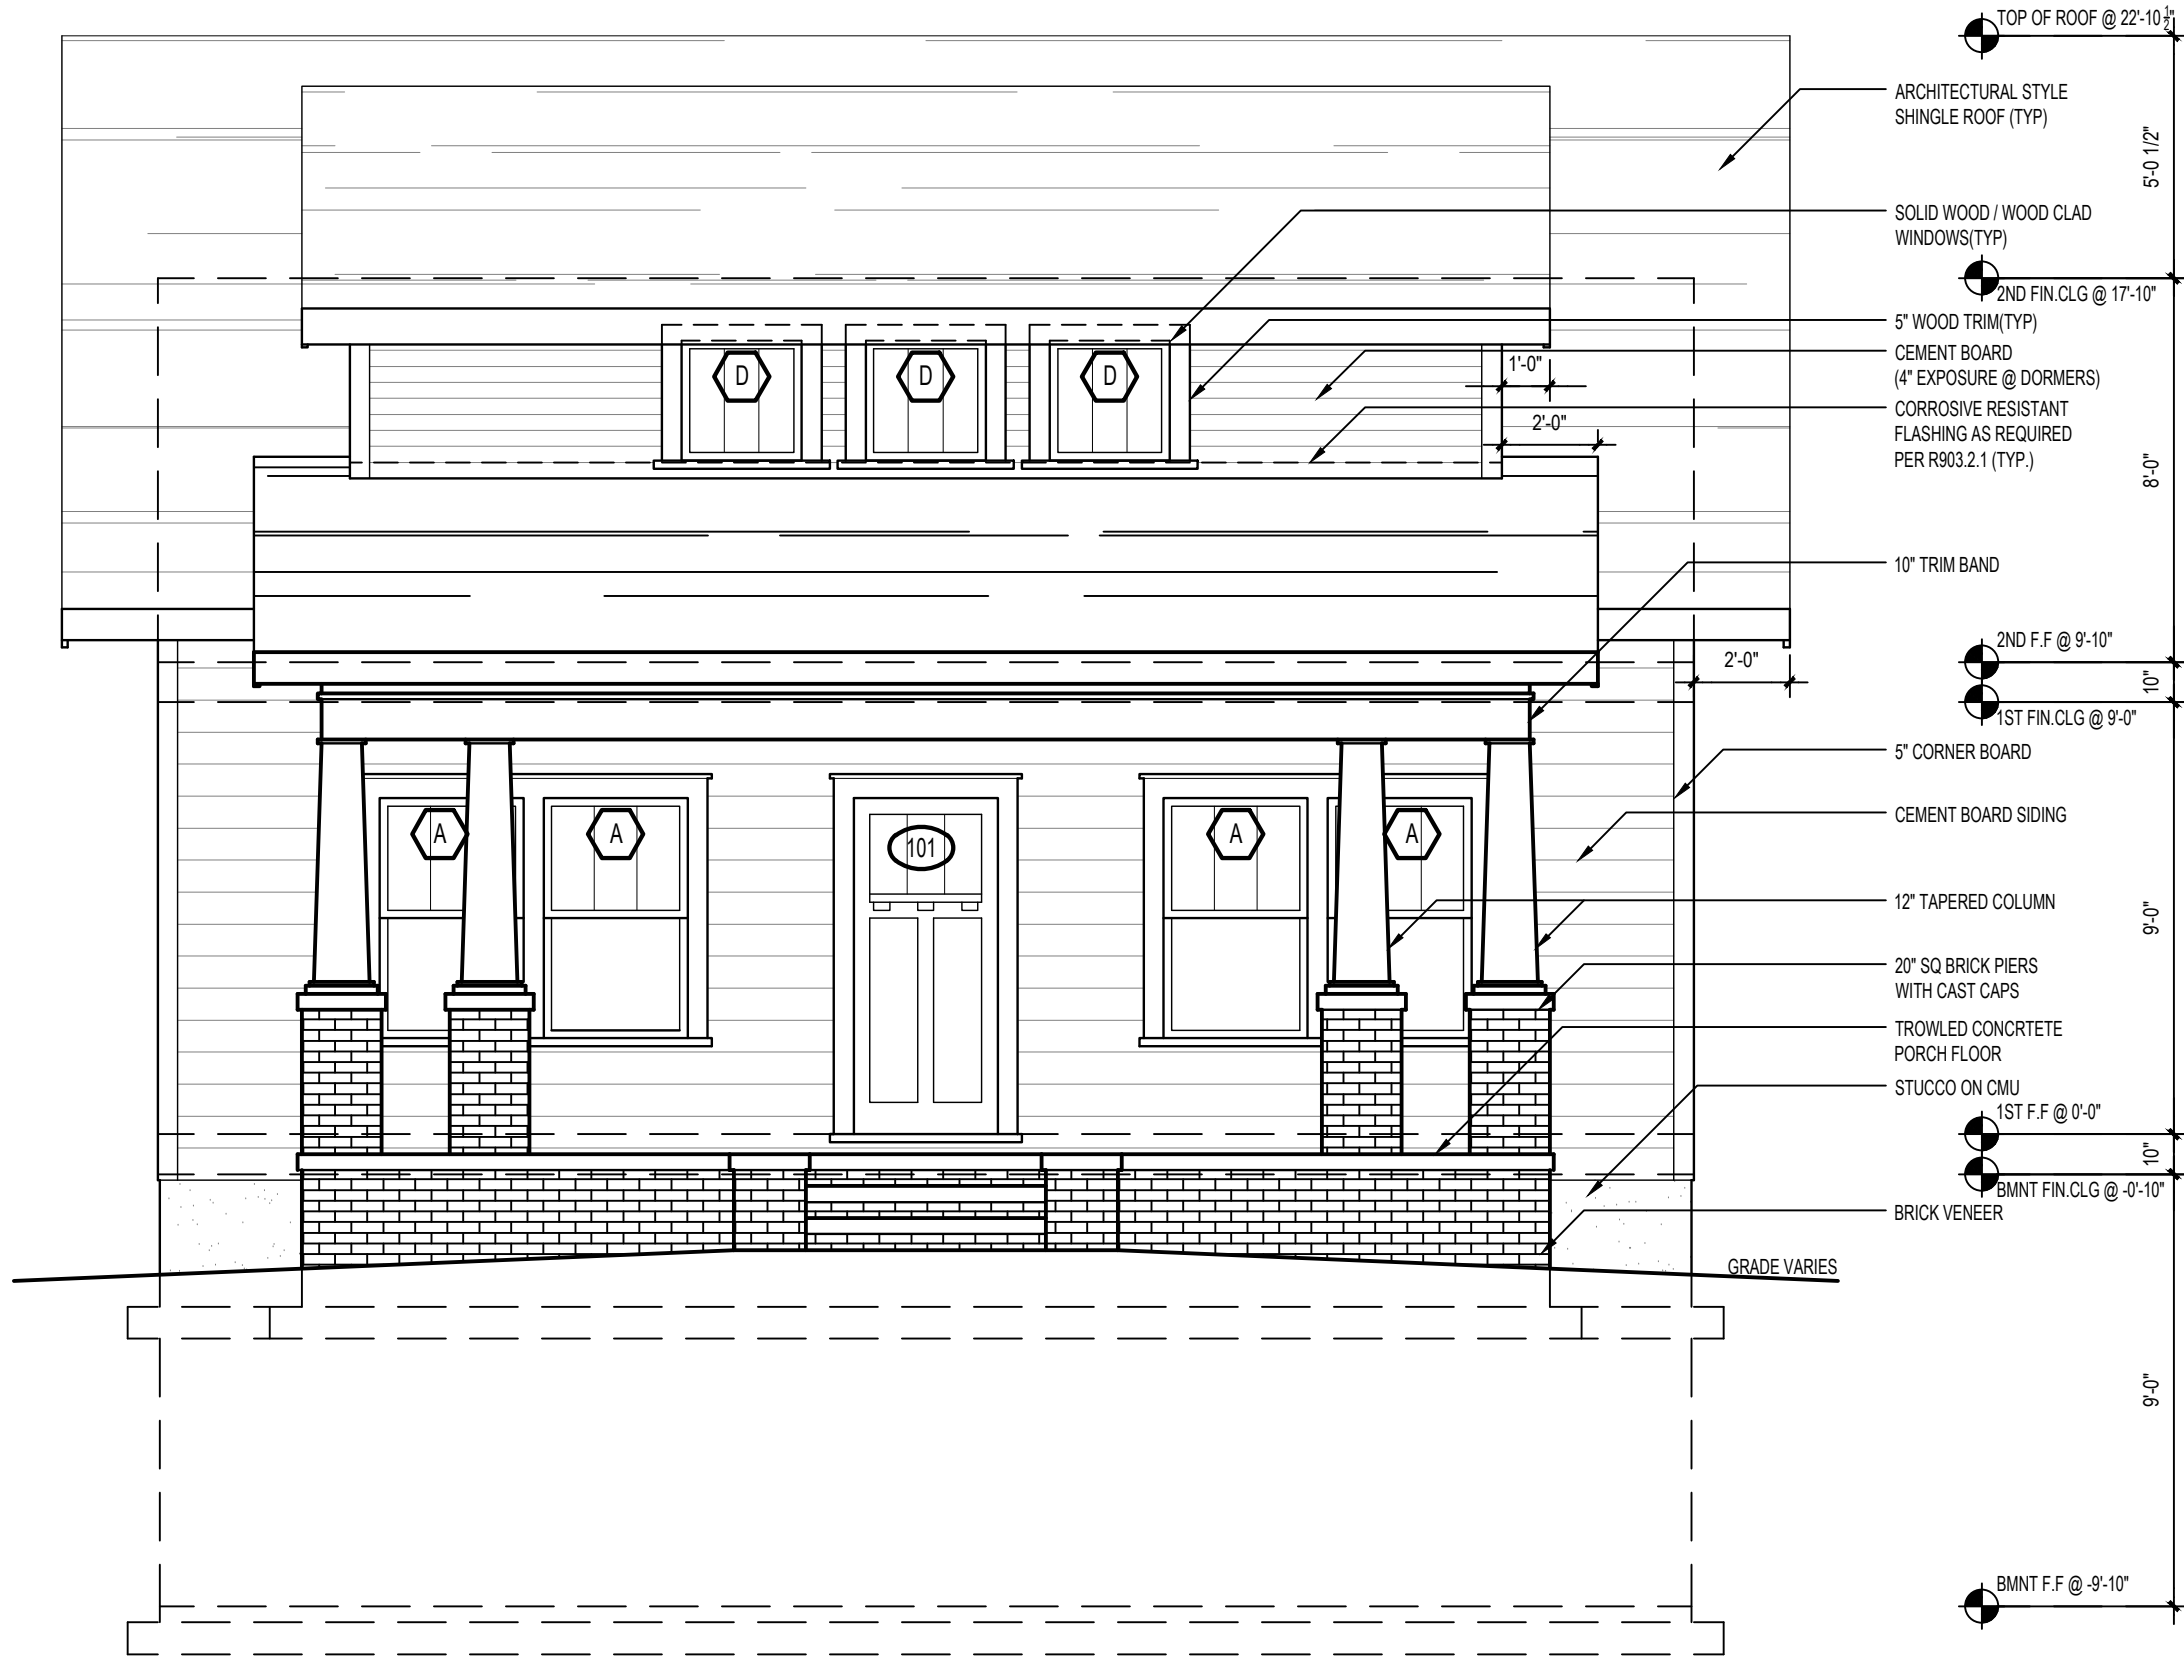 TOP OF ROOF @ 22'-10 1/2"
ARCHITECTURAL STYLE
SHINGLE ROOF (TYP)
5'-0 1/2"
SOLID WOOD / WOOD CLAD
WINDOWS(TYP)
2ND FIN.CLG @ 17'-10"
5" WOOD TRIM(TYP)
CEMENT BOARD
(4" EXPOSURE @ DORMERS)
1'-0"
D
D
D
CORROSIVE RESISTANT
FLASHING AS REQUIRED
PER R903.2.1 (TYP.)
2'-0"
8'-0"
10" TRIM BAND
2ND F.F @ 9'-10"
2'-0"
10"
1ST FIN.CLG @ 9'-0"
5" CORNER BOARD
CEMENT BOARD SIDING
A
A
101
A
A
12" TAPERED COLUMN
9'-0"
20" SQ BRICK PIERS
WITH CAST CAPS
TROWLED CONCRTETE
PORCH FLOOR
STUCCO ON CMU
1ST F.F @ 0'-0"
10"
BMNT FIN.CLG @ -0'-10"
BRICK VENEER
GRADE VARIES
9'-0"
BMNT F.F @ -9'-10"